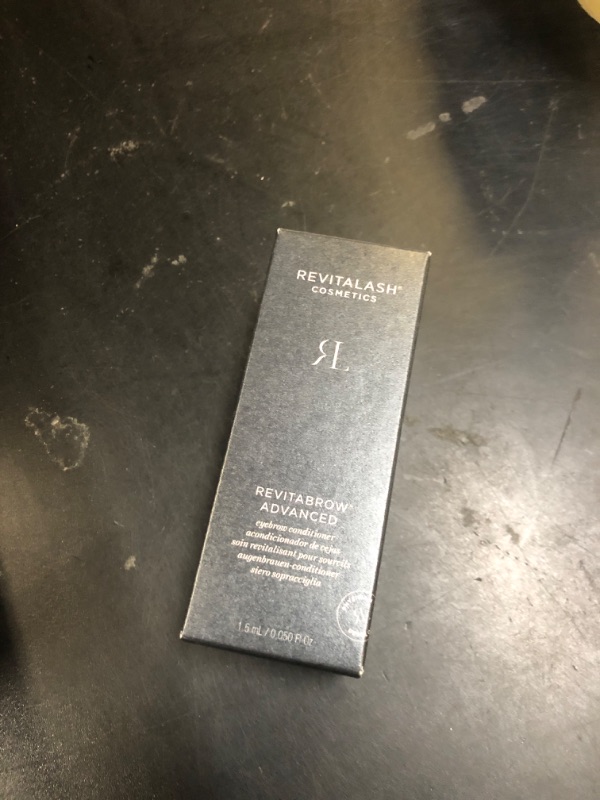 REVITALASH®
COSMETICS
RL
REVITABROW®
ADVANCED
eyebrow conditioner
acondicionador de cejas
soin revitalisant pour sourcils
augenbrauen-conditioner
siero sopracciglia
1.5 mL / 0.050 Fl Oz